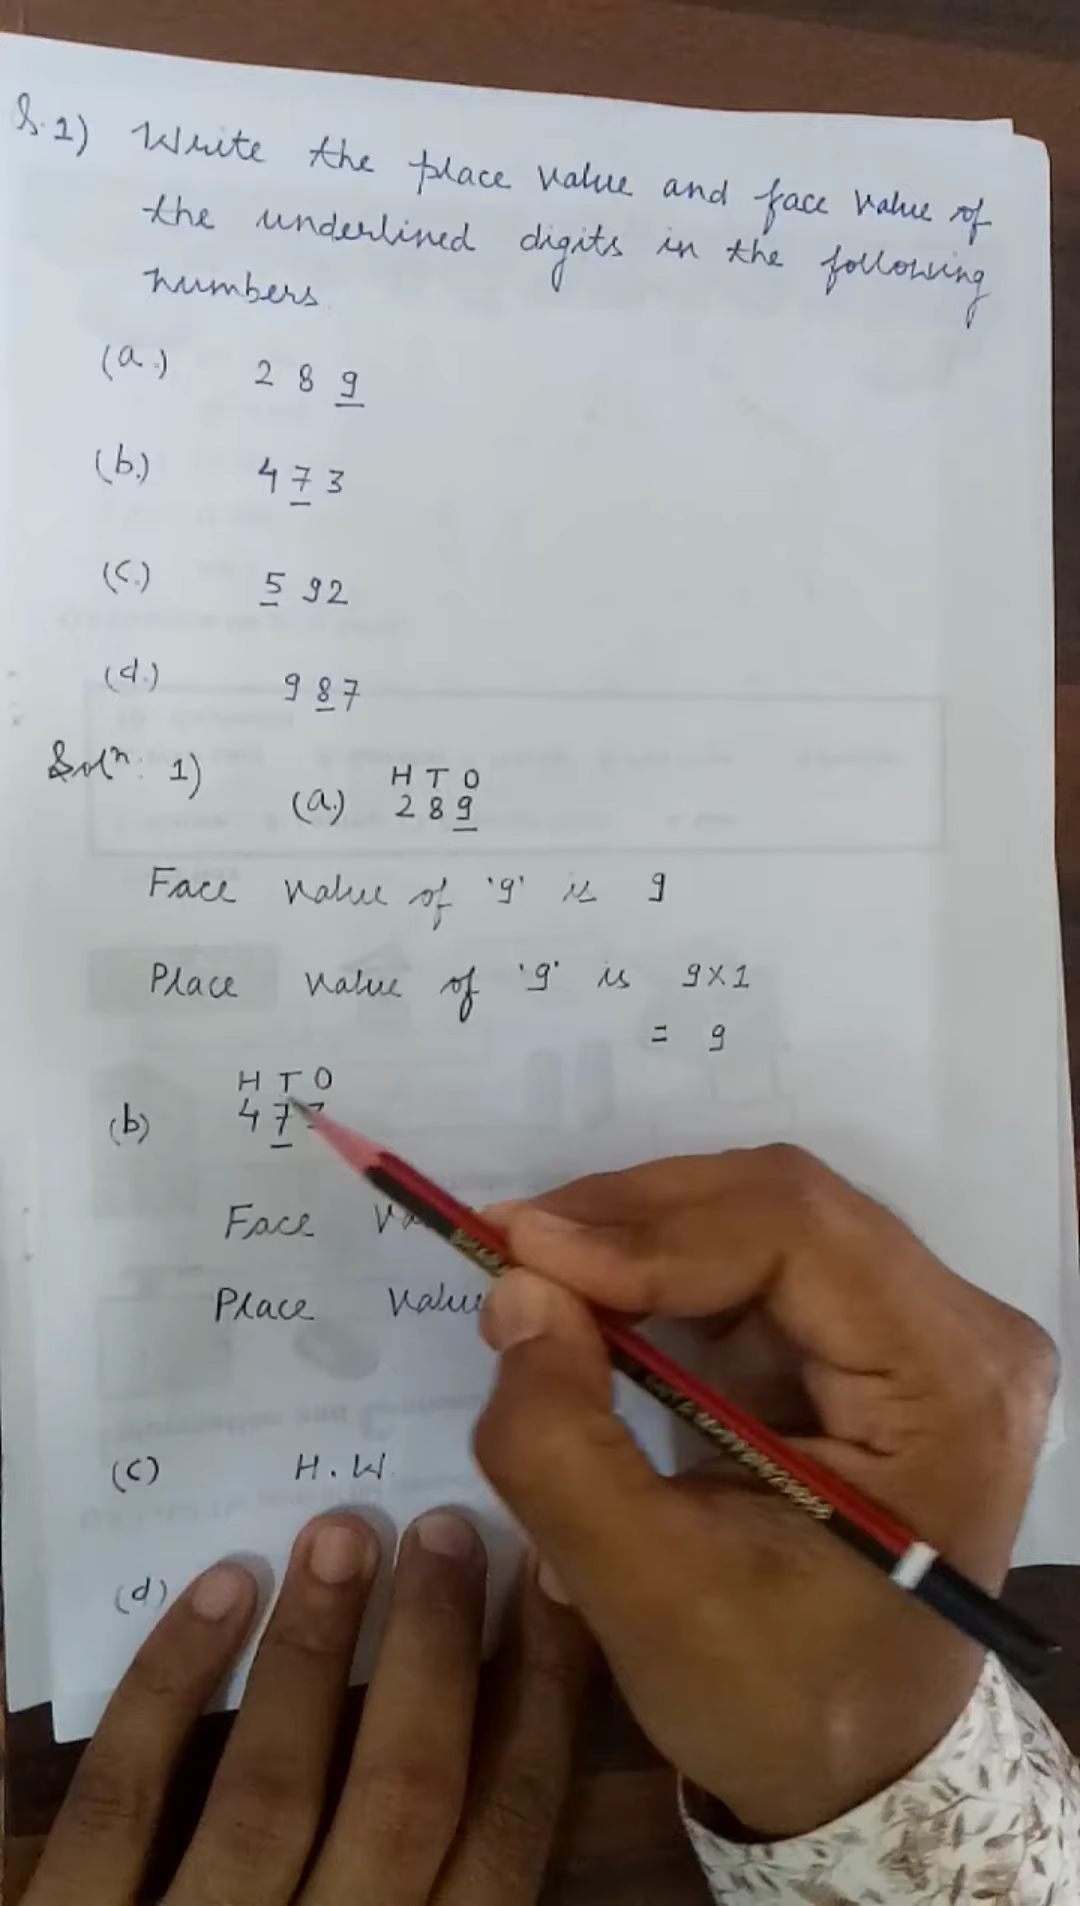 Q.1) Write the place value and face value of
the underlined digits in the following
numbers.
(a.) 289
(b.) 473
(c.) 592
(d.) 987
Solⁿ: 1)
H T O
(a.) 289
Face value of '9' is 9
Place value of '9' is 9×1
= 9
H T O
(b) 47
Face
Place Value
(c) H.W.
(d)